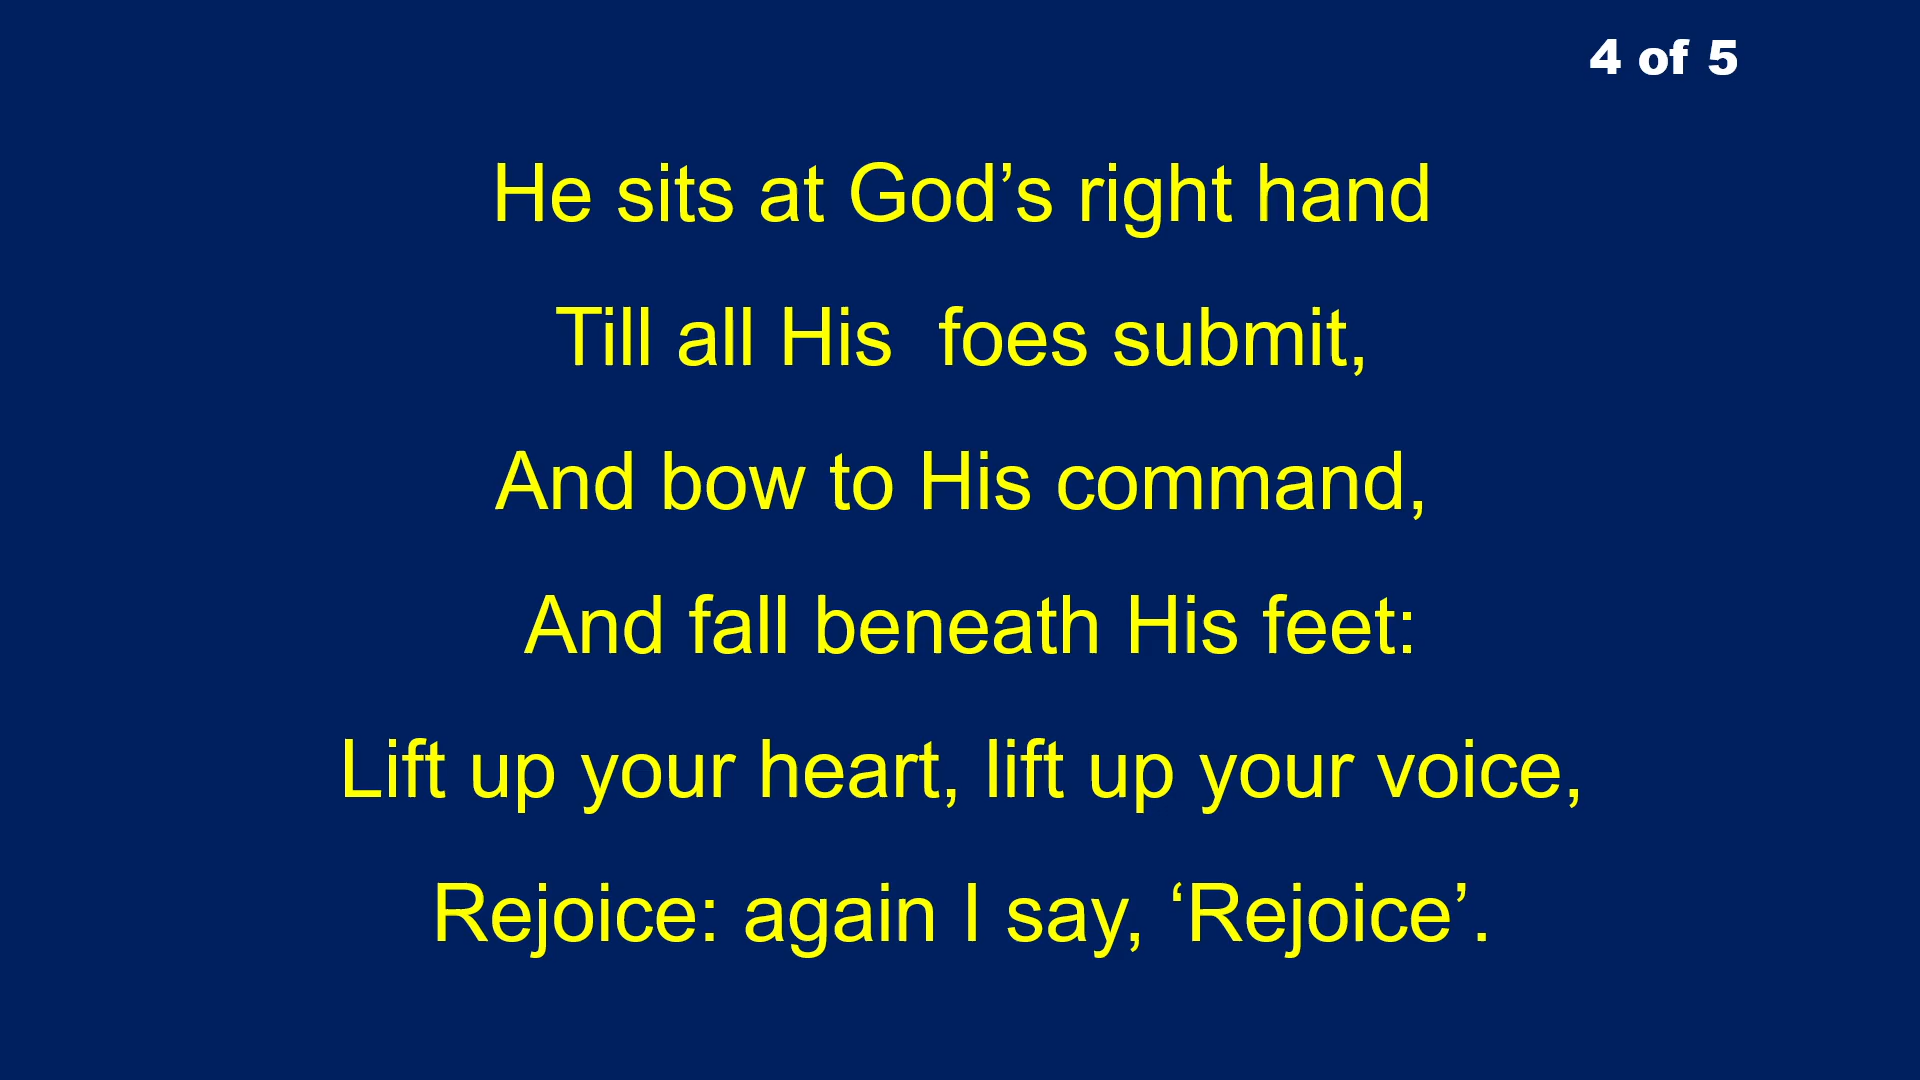 4 of 5
He sits at God’s right hand
Till all His  foes submit,
And bow to His command,
And fall beneath His feet:
Lift up your heart, lift up your voice,
Rejoice: again I say, ‘Rejoice’.